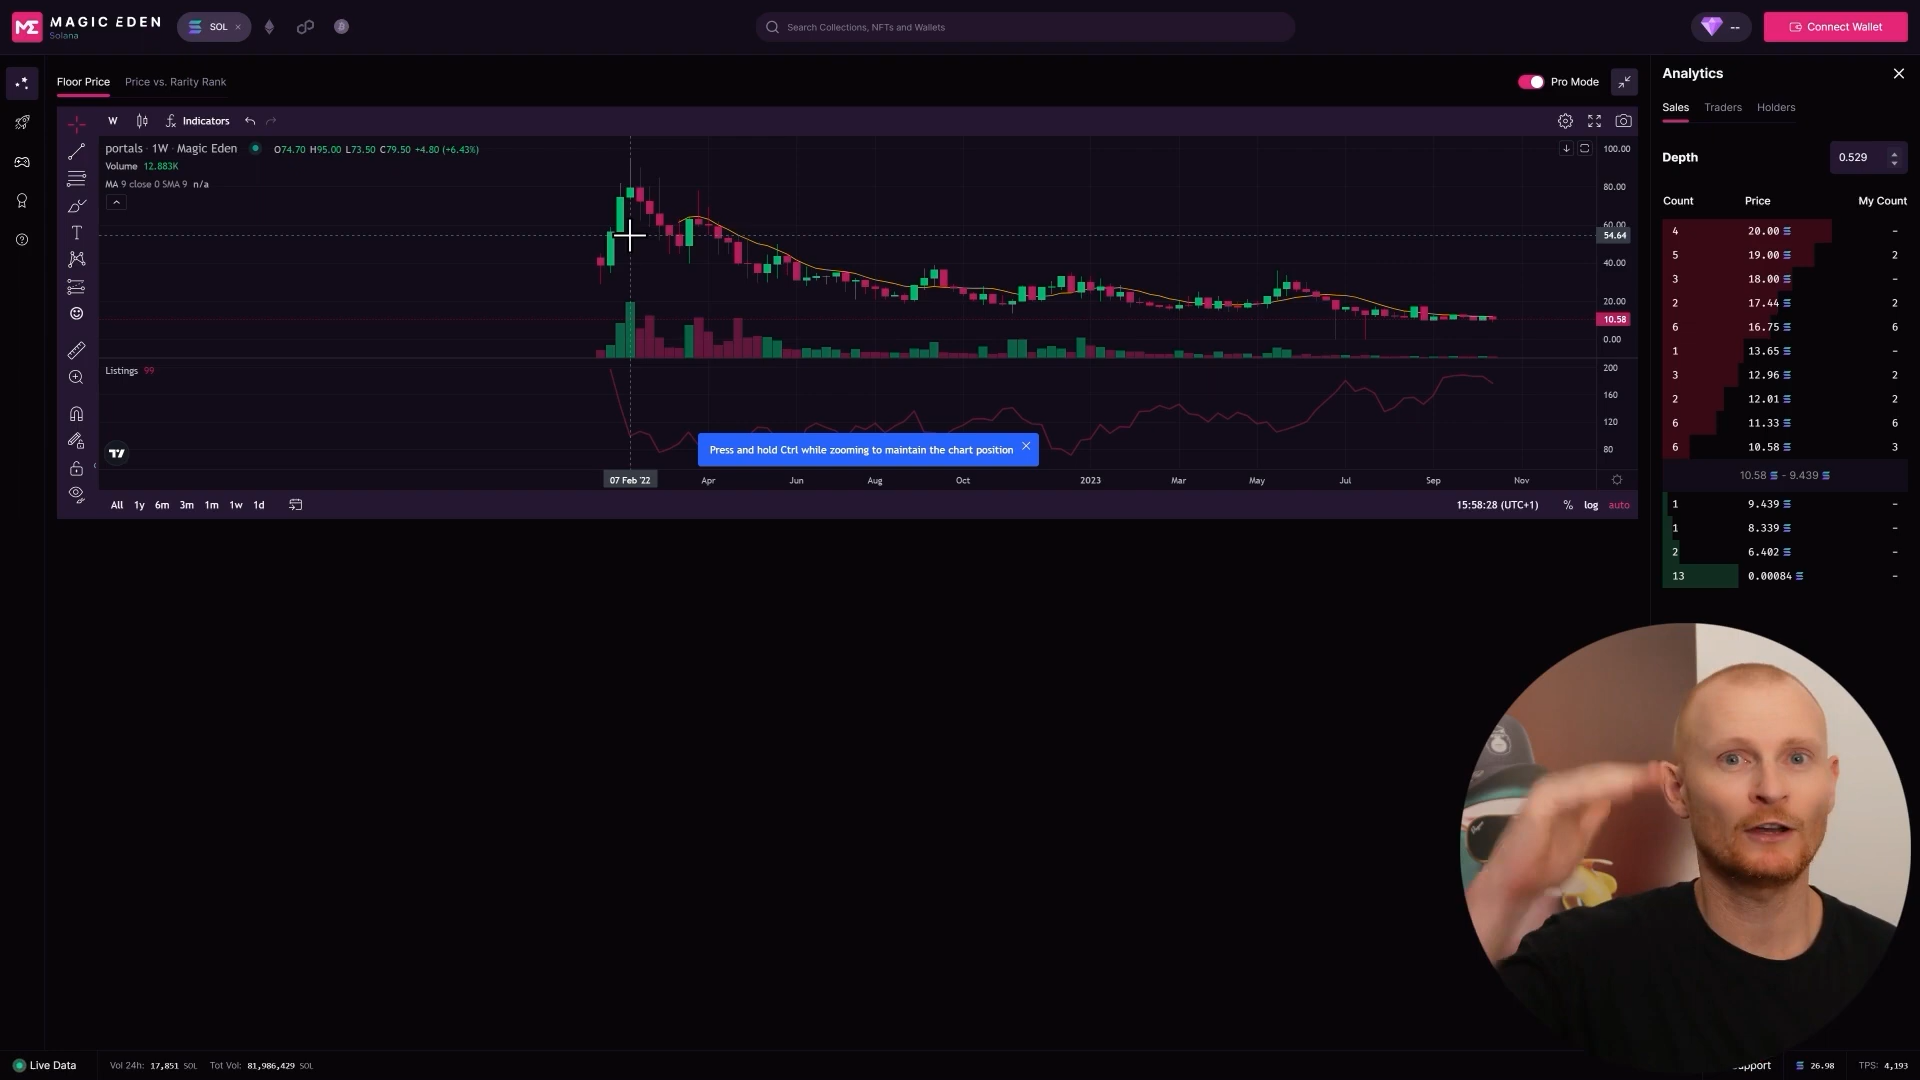 MAGIC EDEN
Solana
SOL ×
Search Collections, NFTs and Wallets
--
Connect Wallet
Floor Price
Price vs. Rarity Rank
Pro Mode
W
Indicators
portals · 1W · Magic Eden
O74.70 H95.00 L73.50 C79.50 +4.80 (+6.43%)
Volume 12.883K
MA 9 close 0 SMA 9 n/a
100.00
80.00
60.00
54.64
40.00
20.00
10.58
0.00
Listings 99
200
160
120
80
Press and hold Ctrl while zooming to maintain the chart position
07 Feb '22
Apr
Jun
Aug
Oct
2023
Mar
May
Jul
Sep
Nov
All 1y 6m 3m 1m 1w 1d
15:58:28 (UTC+1)
% log auto
Analytics
Sales
Traders
Holders
Depth
0.529
Count Price My Count
4 20.00 -
5 19.00 2
3 18.00 -
2 17.44 2
6 16.75 6
1 13.65 -
3 12.96 2
2 12.01 2
6 11.33 6
6 10.58 3
10.58 - 9.439
1 9.439 -
1 8.339 -
2 6.402 -
13 0.00084 -
Live Data
Vol 24h: 17,851 SOL
Tot Vol: 81,986,429 SOL
upport
26.98
TPS: 4,193